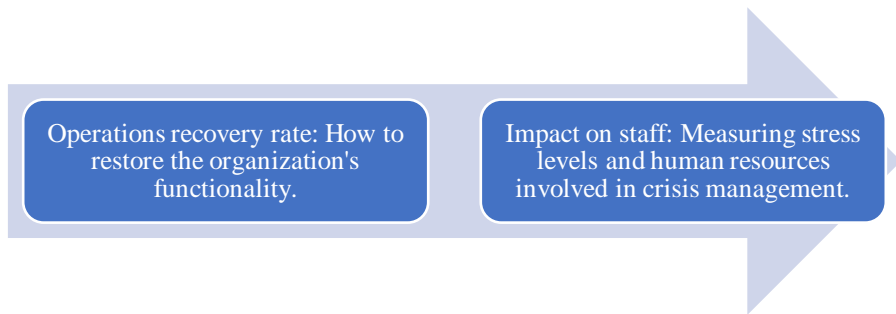 Operations recovery rate: How to
restore the organization's
functionality.
Impact on staff: Measuring stress
levels and human resources
involved in crisis management.